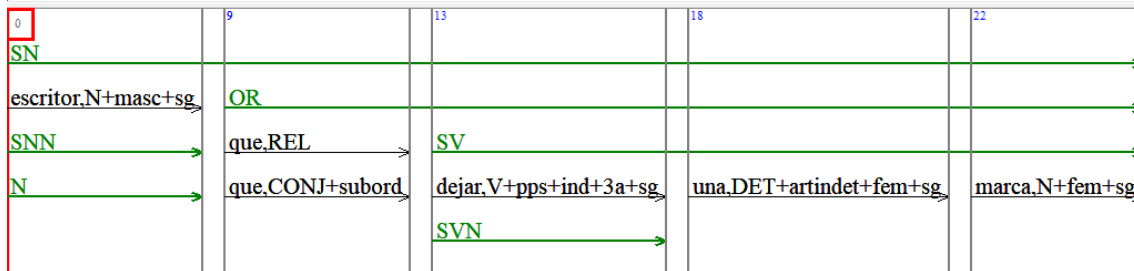 0 9 13 18 22
SN
escritor,N+masc+sg OR
SNN que,REL SV
N que,CONJ+subord dejar,V+pps+ind+3a+sg una,DET+artindet+fem+sg marca,N+fem+sg
SVN